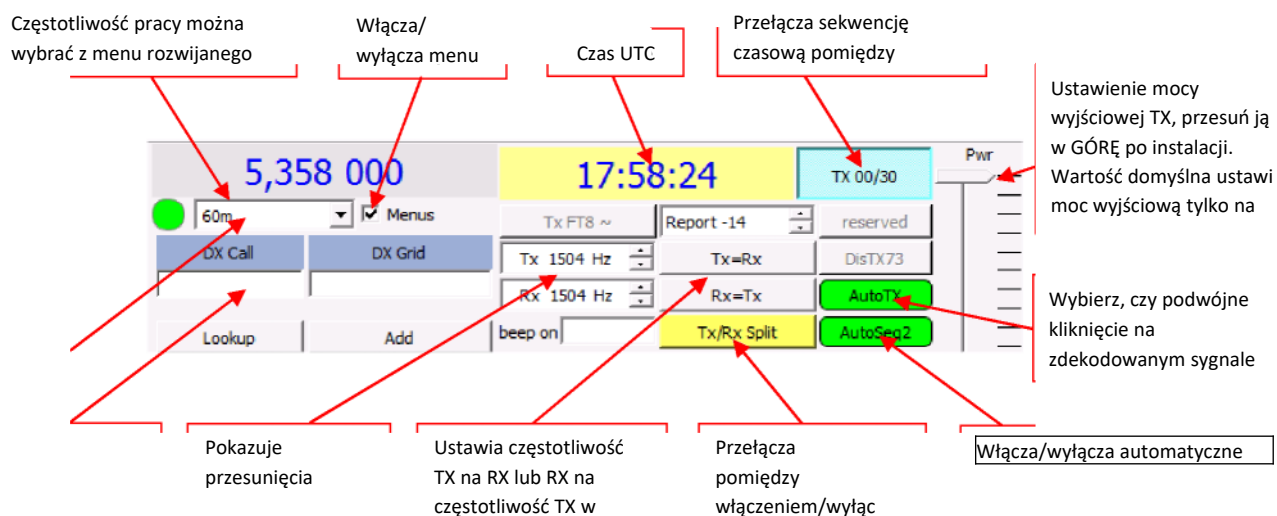 Częstotliwość pracy można
wybrać z menu rozwijanego
Włącza/
wyłącza menu
Czas UTC
Przełącza sekwencję
czasową pomiędzy
Ustawienie mocy
wyjściowej TX, przesuń ją
w GÓRĘ po instalacji.
Wartość domyślna ustawi
moc wyjściową tylko na
5,358 000
17:58:24
TX 00/30
Pwr
60m
Menus
Tx FT8 ~
Report -14
reserved
DX Call
DX Grid
Tx 1504 Hz
Tx=Rx
DisTX73
Rx 1504 Hz
Rx=Tx
AutoTX
Lookup
Add
beep on
Tx/Rx Split
AutoSeq2
Wybierz, czy podwójne
kliknięcie na
zdekodowanym sygnale
Pokazuje
przesunięcia
Ustawia częstotliwość
TX na RX lub RX na
częstotliwość TX w
Przełącza
pomiędzy
włączeniem/wyłąc
Włącza/wyłącza automatyczne